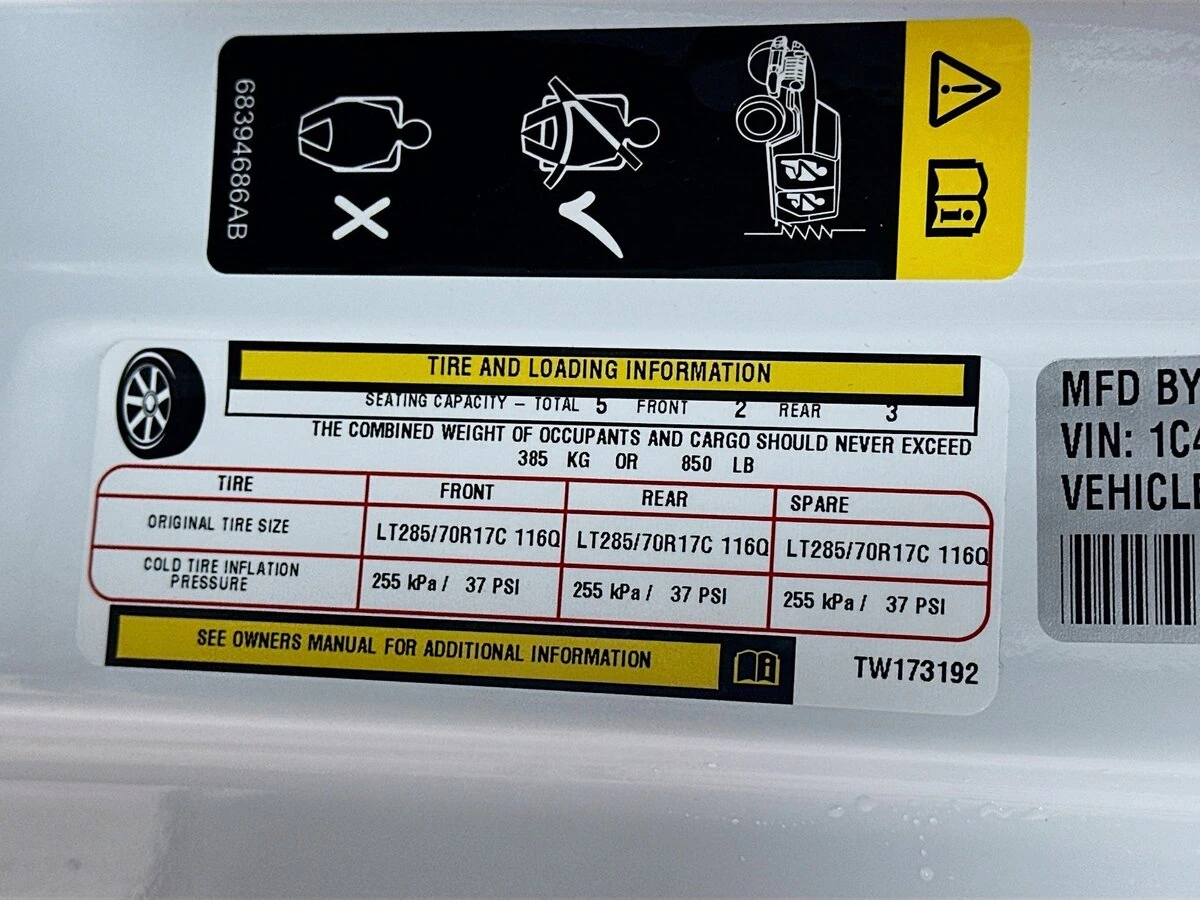 68394686AB
TIRE AND LOADING INFORMATION
SEATING CAPACITY – TOTAL 5 FRONT 2 REAR 3
THE COMBINED WEIGHT OF OCCUPANTS AND CARGO SHOULD NEVER EXCEED
385 KG OR 850 LB
TIRE FRONT REAR SPARE
ORIGINAL TIRE SIZE LT285/70R17C 116Q LT285/70R17C 116Q LT285/70R17C 116Q
COLD TIRE INFLATION
PRESSURE 255 kPa / 37 PSI 255 kPa / 37 PSI 255 kPa / 37 PSI
SEE OWNERS MANUAL FOR ADDITIONAL INFORMATION
TW173192
MFD BY
VIN: 1C4
VEHICLE